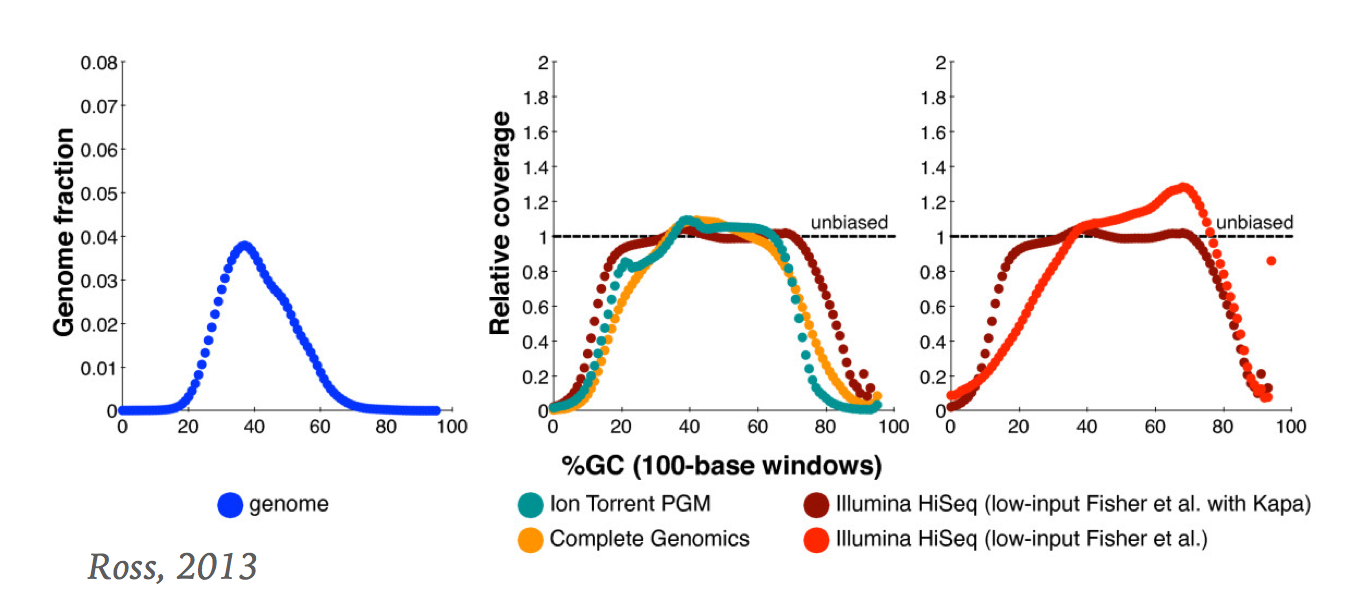 Genome fraction
0.08
0.07
0.06
0.05
0.04
0.03
0.02
0.01
0
0 20 40 60 80 100
Relative coverage
2
1.8
1.6
1.4
1.2
1
0.8
0.6
0.4
0.2
0
unbiased
0 20 40 60 80 100
2
1.8
1.6
1.4
1.2
1
0.8
0.6
0.4
0.2
0
unbiased
0 20 40 60 80 100
%GC (100-base windows)
genome
Ion Torrent PGM
Complete Genomics
Illumina HiSeq (low-input Fisher et al. with Kapa)
Illumina HiSeq (low-input Fisher et al.)
Ross, 2013